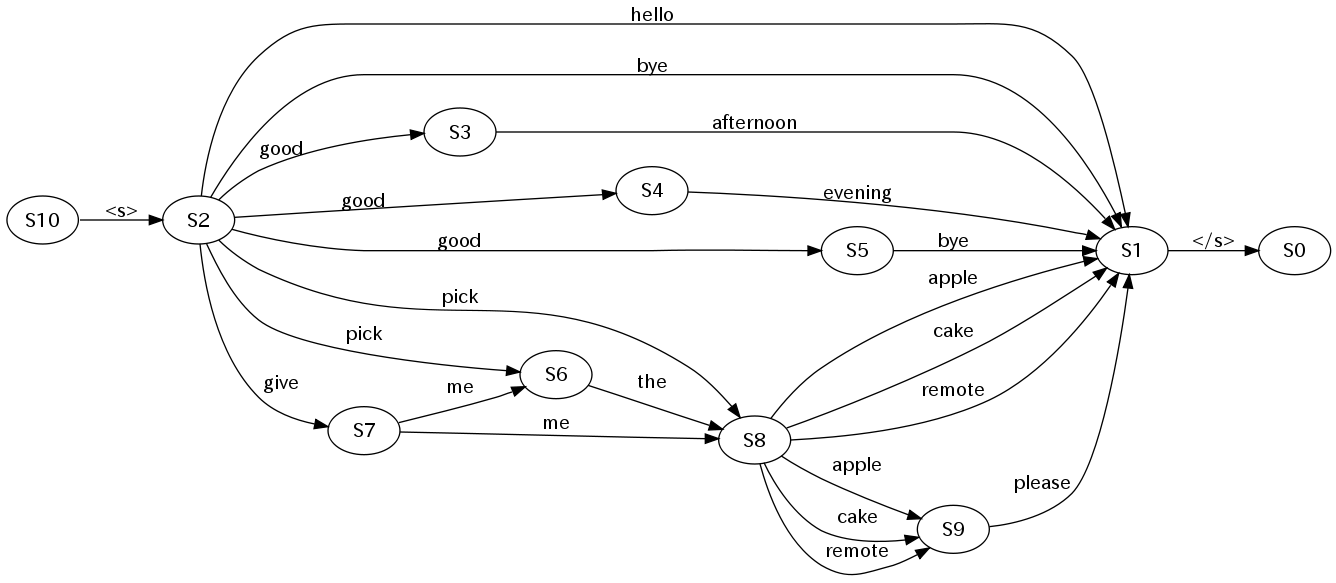 hello
bye
S3
afternoon
good
S4
evening
S10
<s>
S2
good
good
S5
bye
S1
</s>
S0
pick
apple
pick
cake
S6
the
give
me
remote
S7
me
S8
apple
please
cake
S9
remote